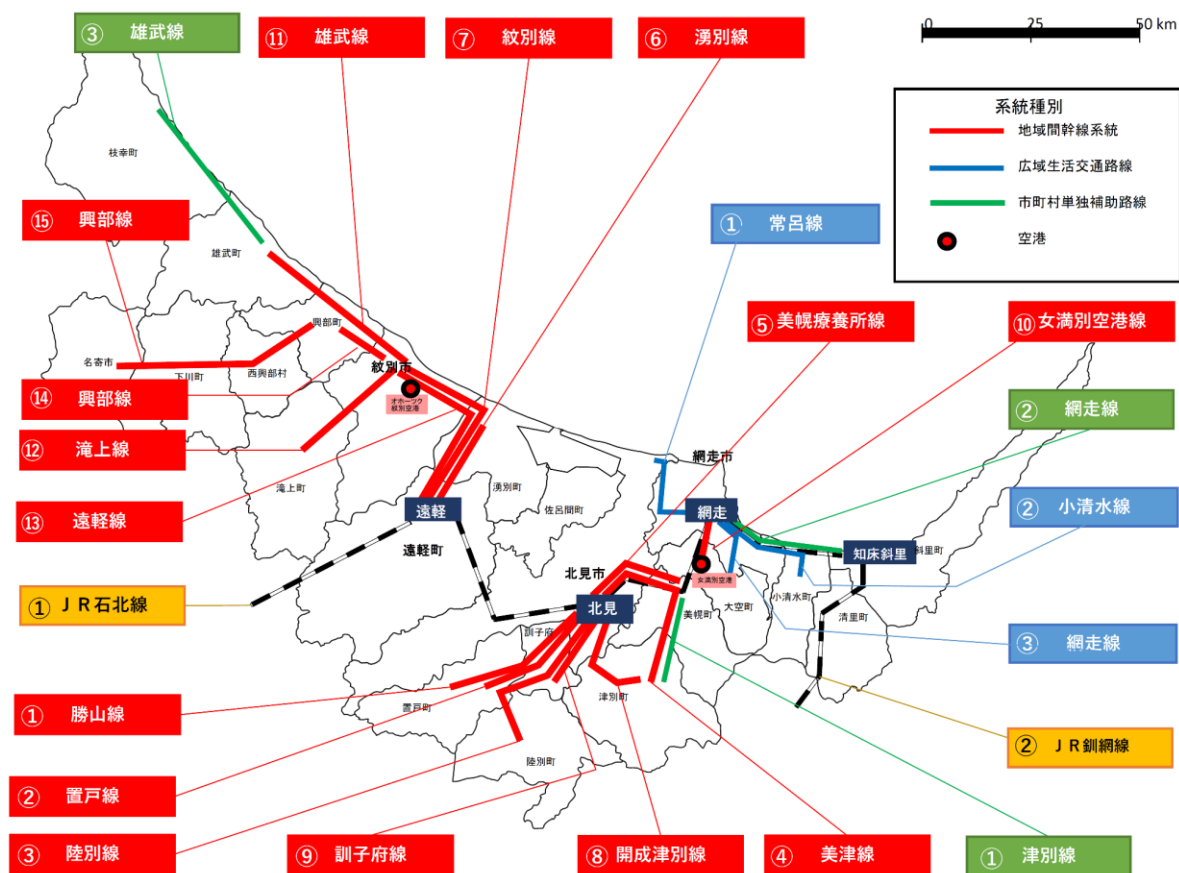 ③ 雄武線
⑪ 雄武線
⑦ 紋別線
⑥ 湧別線
0 25 50 km
系統種別
地域間幹線系統
広域生活交通路線
市町村単独補助路線
空港
枝幸町
⑮ 興部線
① 常呂線
雄武町
⑤ 美幌療養所線
⑩ 女満別空港線
興部町
名寄市
下川町
西興部村
紋別市
オホーツク
紋別空港
⑭ 興部線
② 網走線
⑫ 滝上線
網走市
滝上町
湧別町
佐呂間町
② 小清水線
⑬ 遠軽線
遠軽
網走
知床斜里
斜里町
遠軽町
北見市
女満別空港
① JR石北線
北見
美幌町
大空町
小清水町
清里町
訓子府
③ 網走線
① 勝山線
置戸町
津別町
② JR釧網線
陸別町
② 置戸線
③ 陸別線
⑨ 訓子府線
⑧ 開成津別線
④ 美津線
① 津別線